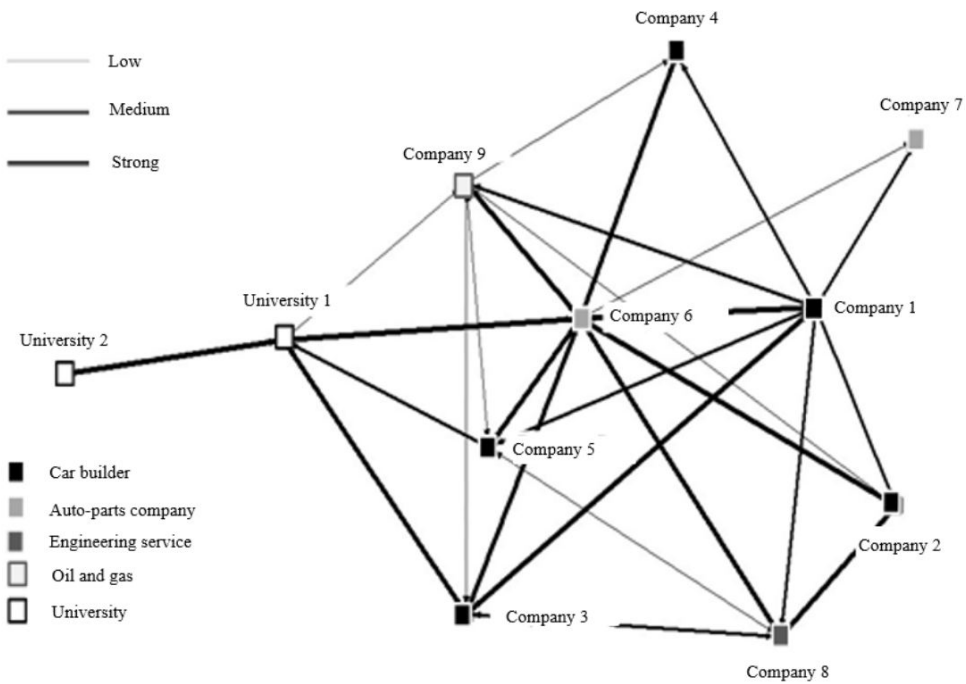 Company 4
Low
Company 7
Medium
Company 9
Strong
University 1
Company 6
Company 1
University 2
Company 5
Car builder
Auto-parts company
Engineering service
Company 2
Oil and gas
University
Company 3
Company 8